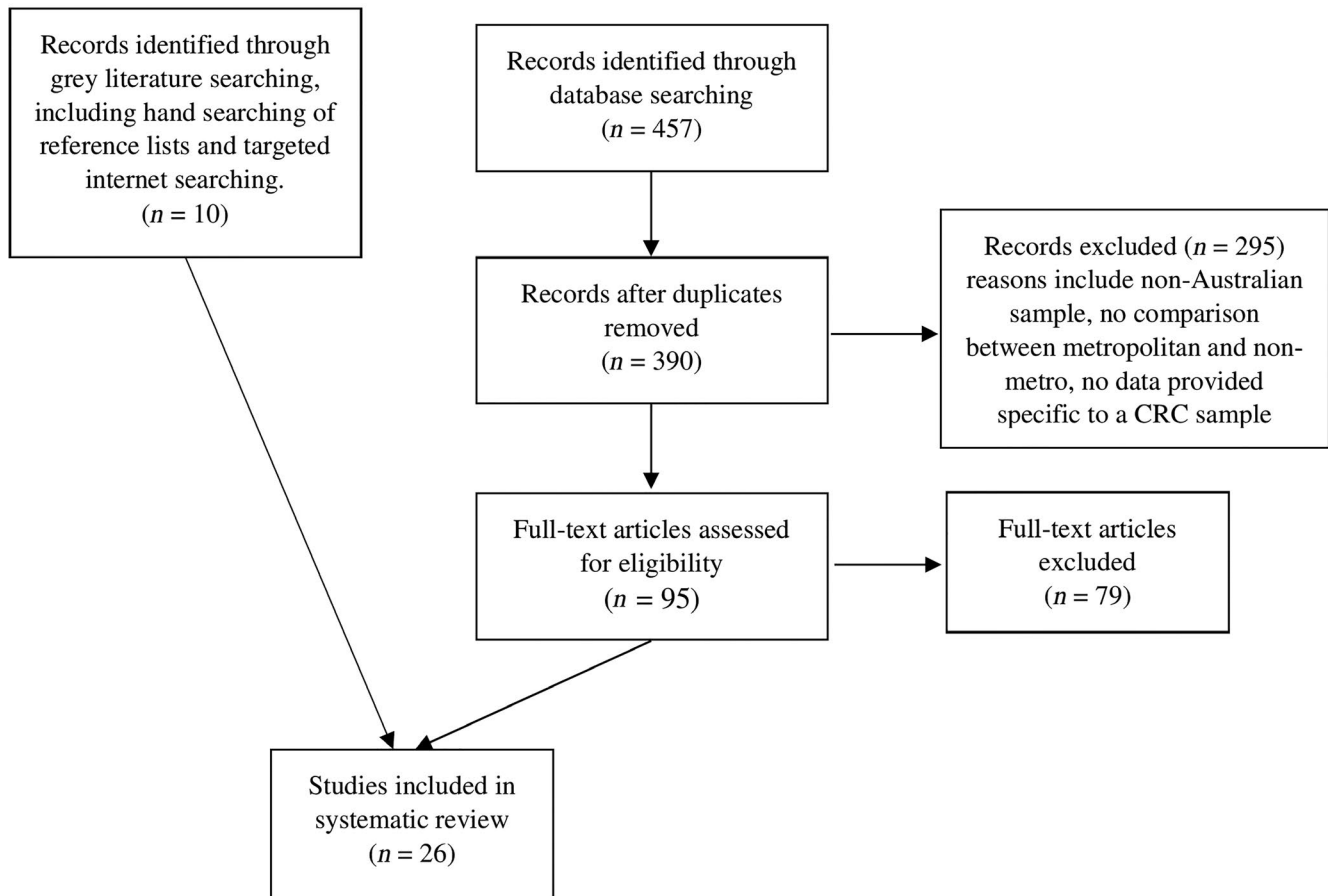 Records identified through
grey literature searching,
including hand searching of
reference lists and targeted
internet searching.
(n = 10)
Records identified through
database searching
(n = 457)
Records after duplicates
removed
(n = 390)
Records excluded (n = 295)
reasons include non-Australian
sample, no comparison
between metropolitan and non-
metro, no data provided
specific to a CRC sample
Full-text articles assessed
for eligibility
(n = 95)
Full-text articles
excluded
(n = 79)
Studies included in
systematic review
(n = 26)